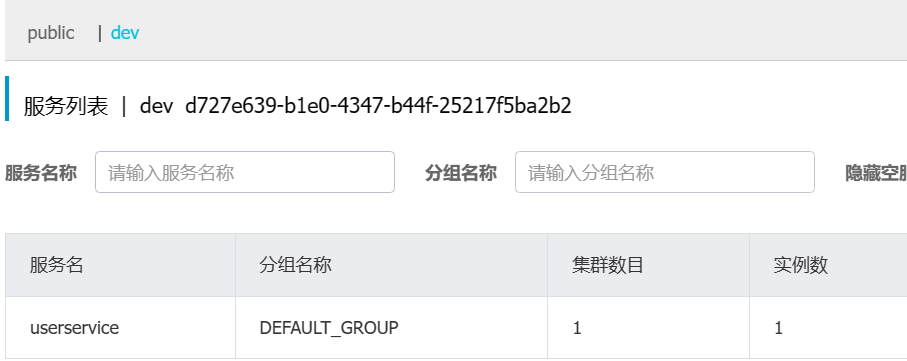 public | dev
服务列表 | dev d727e639-b1e0-4347-b44f-25217f5ba2b2
服务名称 请输入服务名称 分组名称 请输入分组名称 隐藏空
服务名 分组名称 集群数目 实例数
userservice DEFAULT_GROUP 1 1